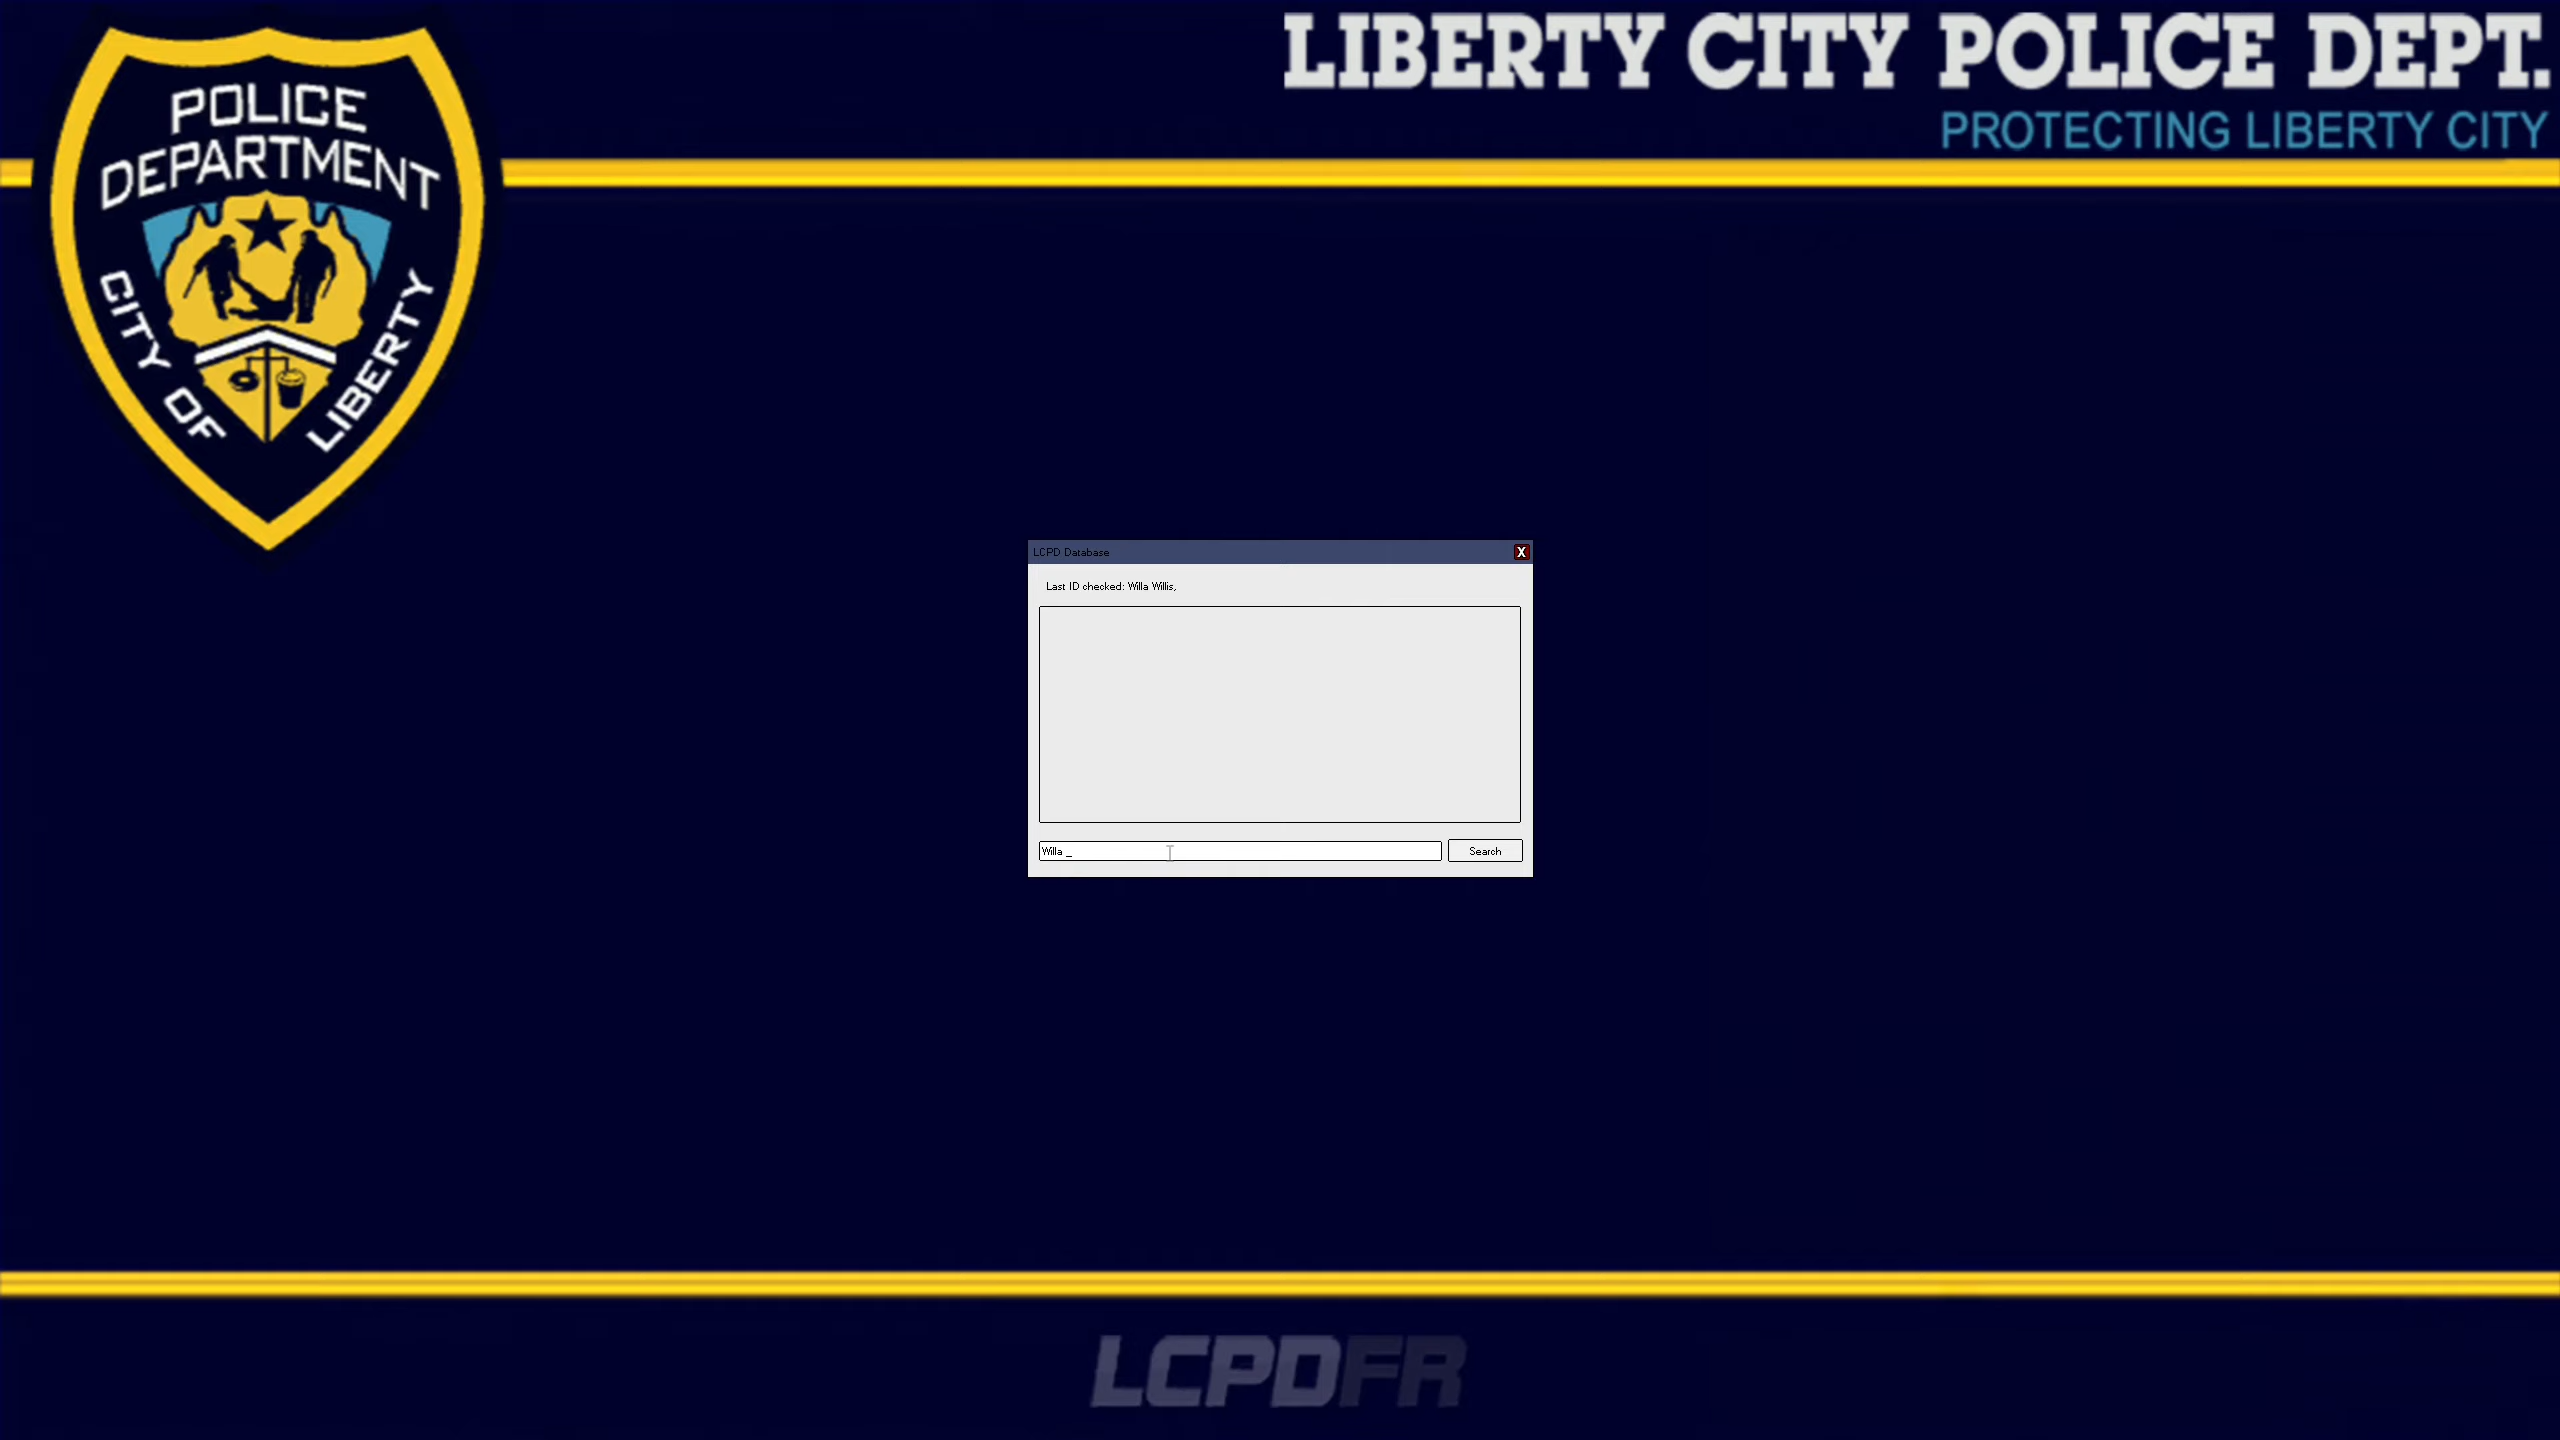 LIBERTY CITY POLICE DEPT.
PROTECTING LIBERTY CITY
POLICE
DEPARTMENT
CITY OF LIBERTY
LCPD Database
X
Last ID checked: Willa Willis,
Willa _
Search
LCPDFR